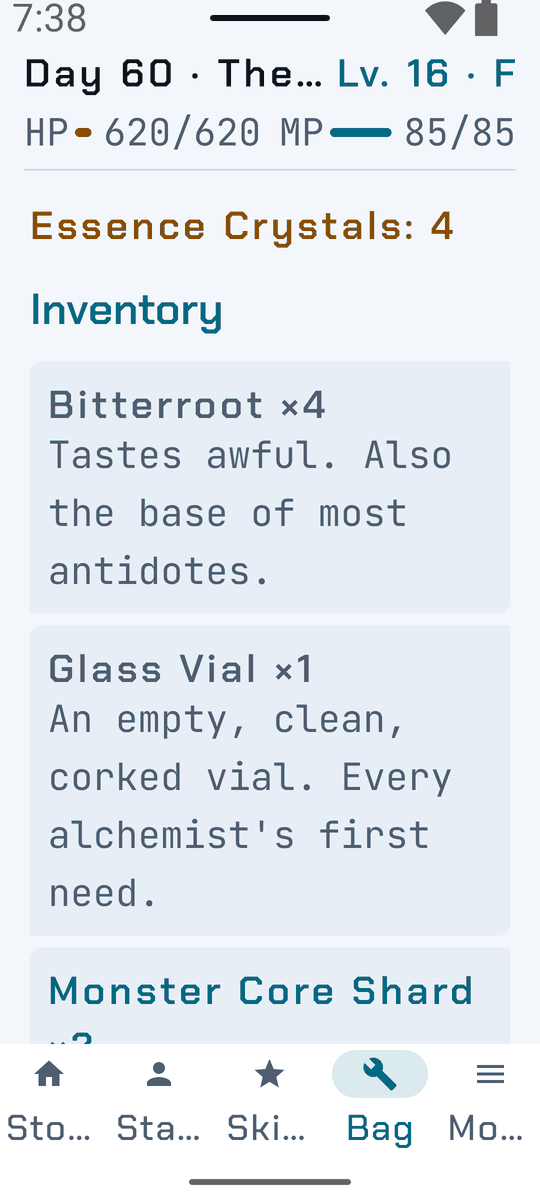 7:38
Day 60 · The… Lv. 16 · F
HP 620/620 MP 85/85
Essence Crystals: 4
Inventory
Bitterroot ×4
Tastes awful. Also
the base of most
antidotes.
Glass Vial ×1
An empty, clean,
corked vial. Every
alchemist's first
need.
Monster Core Shard
Sto… Sta… Ski… Bag Mo…